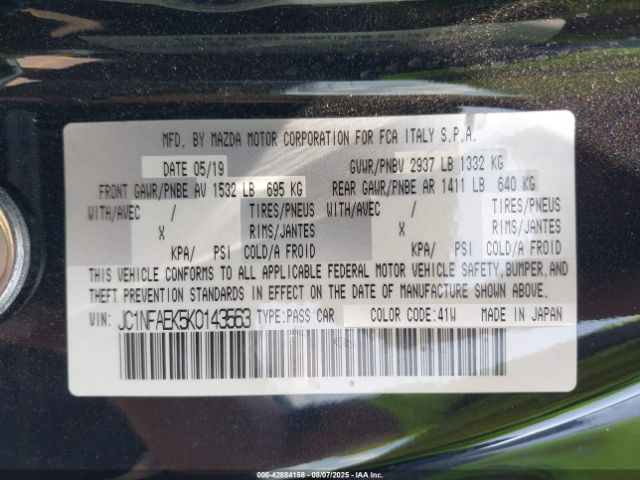 MFD. BY MAZDA MOTOR CORPORATION FOR FCA ITALY S.P.A.
DATE 05/19 GVWR/PNBV 2937 LB 1332 KG
FRONT GAWR/PNBE AV 1532 LB 695 KG REAR GAWR/PNBE AR 1411 LB 640 KG
WITH/AVEC / TIRES/PNEUS WITH/AVEC / TIRES/PNEUS
X RIMS/JANTES X RIMS/JANTES
KPA/ PSI COLD/A FROID KPA/ PSI COLD/A FROID
THIS VEHICLE CONFORMS TO ALL APPLICABLE FEDERAL MOTOR VEHICLE SAFETY, BUMPER, AND
THEFT PREVENTION STANDARDS IN EFFECT ON THE DATE OF MANUFACTURE SHOWN ABOVE.
VIN: JC1NFAEK5K0143563 TYPE: PASS CAR COLOR CODE: 41W MADE IN JAPAN
000-42884158 - 08/07/2025 - IAAI.com